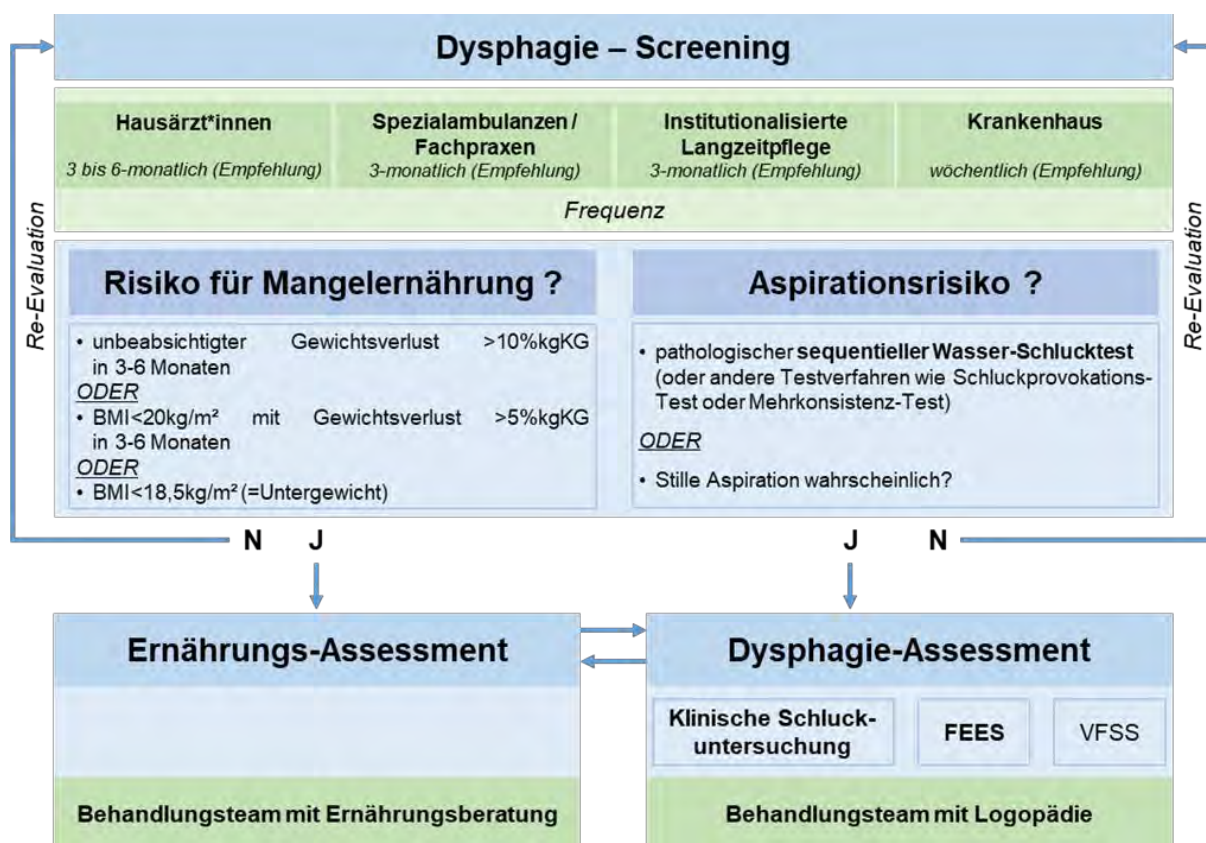 Dysphagie – Screening
Hausärzt*innen
3 bis 6-monatlich (Empfehlung)
Spezialambulanzen /
Fachpraxen
3-monatlich (Empfehlung)
Institutionalisierte
Langzeitpflege
3-monatlich (Empfehlung)
Krankenhaus
wöchentlich (Empfehlung)
Frequenz
Re-Evaluation
Re-Evaluation
Risiko für Mangelernährung ?
• unbeabsichtigter Gewichtsverlust >10%kgKG
in 3-6 Monaten
ODER
• BMI<20kg/m² mit Gewichtsverlust >5%kgKG
in 3-6 Monaten
ODER
• BMI<18,5kg/m² (=Untergewicht)
Aspirationsrisiko ?
• pathologischer sequentieller Wasser-Schlucktest
(oder andere Testverfahren wie Schluckprovokations-
Test oder Mehrkonsistenz-Test)
ODER
• Stille Aspiration wahrscheinlich?
N J
J N
Ernährungs-Assessment
Behandlungsteam mit Ernährungsberatung
Dysphagie-Assessment
Klinische Schluck-
untersuchung
FEES
VFSS
Behandlungsteam mit Logopädie